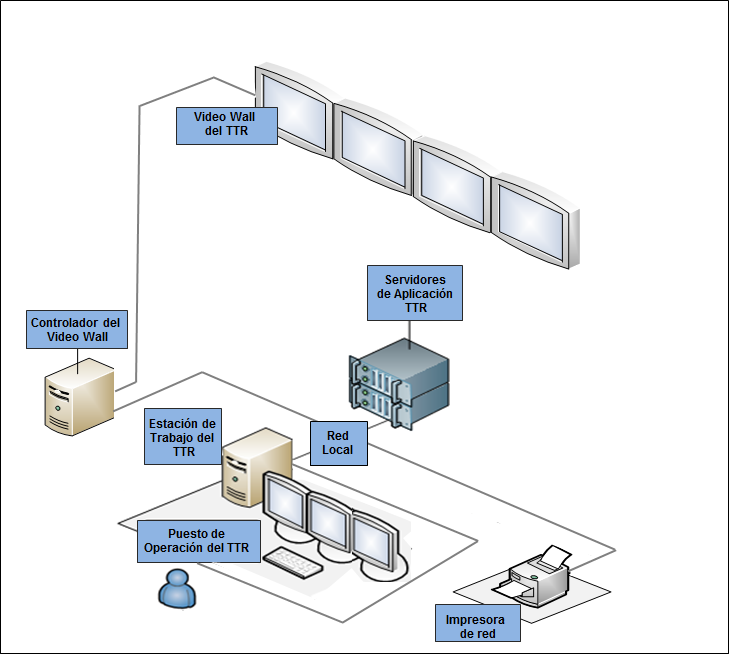 Video Wall
del TTR
Servidores
de Aplicación
TTR
Controlador del
Video Wall
Estación de
Trabajo del
TTR
Red
Local
Puesto de
Operación del TTR
Impresora
de red